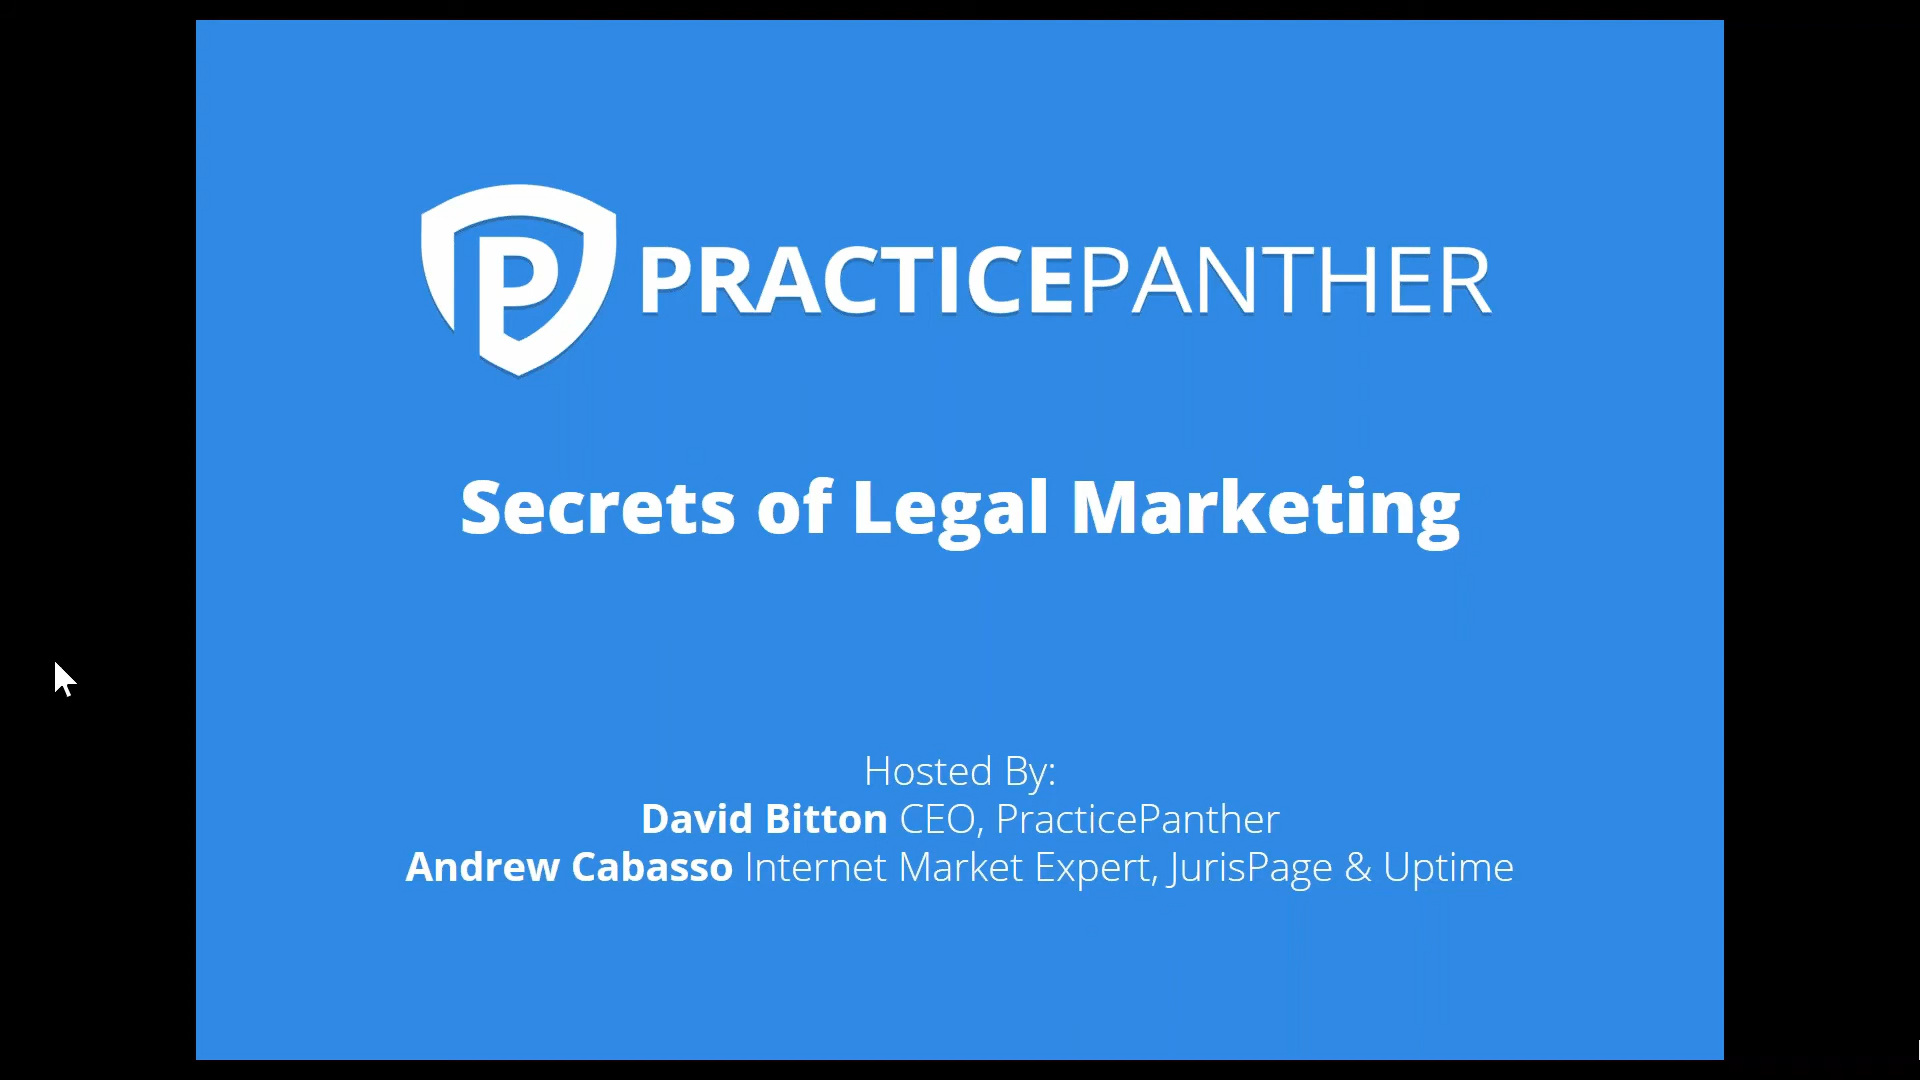 PRACTICEPANTHER
Secrets of Legal Marketing
Hosted By:
David Bitton CEO, PracticePanther
Andrew Cabasso Internet Market Expert, JurisPage & Uptime